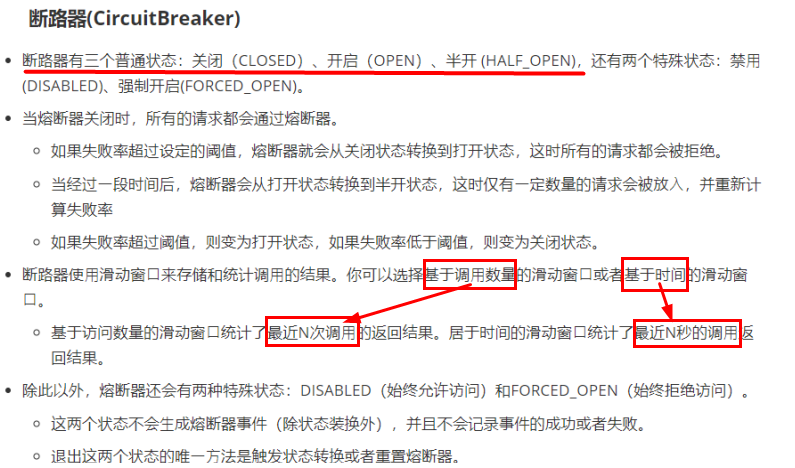 断路器(CircuitBreaker)
断路器有三个普通状态：关闭（CLOSED）、开启（OPEN）、半开 (HALF_OPEN)，还有两个特殊状态：禁用
(DISABLED)、强制开启(FORCED_OPEN)。
当熔断器关闭时，所有的请求都会通过熔断器。
如果失败率超过设定的阈值，熔断器就会从关闭状态转换到打开状态，这时所有的请求都会被拒绝。
当经过一段时间后，熔断器会从打开状态转换到半开状态，这时仅有一定数量的请求会被放入，并重新计
算失败率
如果失败率超过阈值，则变为打开状态，如果失败率低于阈值，则变为关闭状态。
断路器使用滑动窗口来存储和统计调用的结果。你可以选择基于调用数量的滑动窗口或者基于时间的滑动窗
口。
基于访问数量的滑动窗口统计了最近N次调用的返回结果。居于时间的滑动窗口统计了最近N秒的调用返
回结果。
除此以外，熔断器还会有两种特殊状态：DISABLED（始终允许访问）和FORCED_OPEN（始终拒绝访问）。
这两个状态不会生成熔断器事件（除状态装换外），并且不会记录事件的成功或者失败。
退出这两个状态的唯一方法是触发状态转换或者重置熔断器。